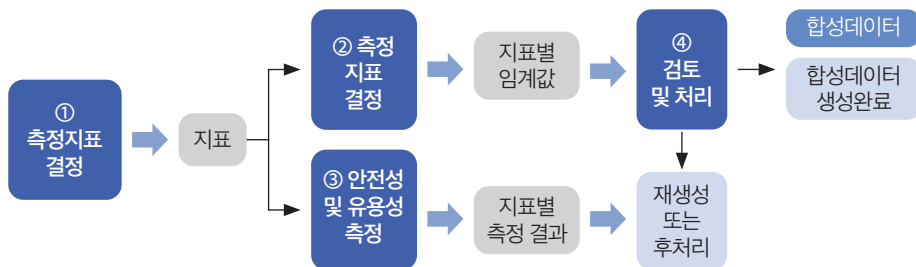 ①
측정지표
결정
지표
② 측정
지표
결정
지표별
임계값
④
검토
및 처리
합성데이터
합성데이터
생성완료
③ 안전성
및 유용성
측정
지표별
측정 결과
재생성
또는
후처리